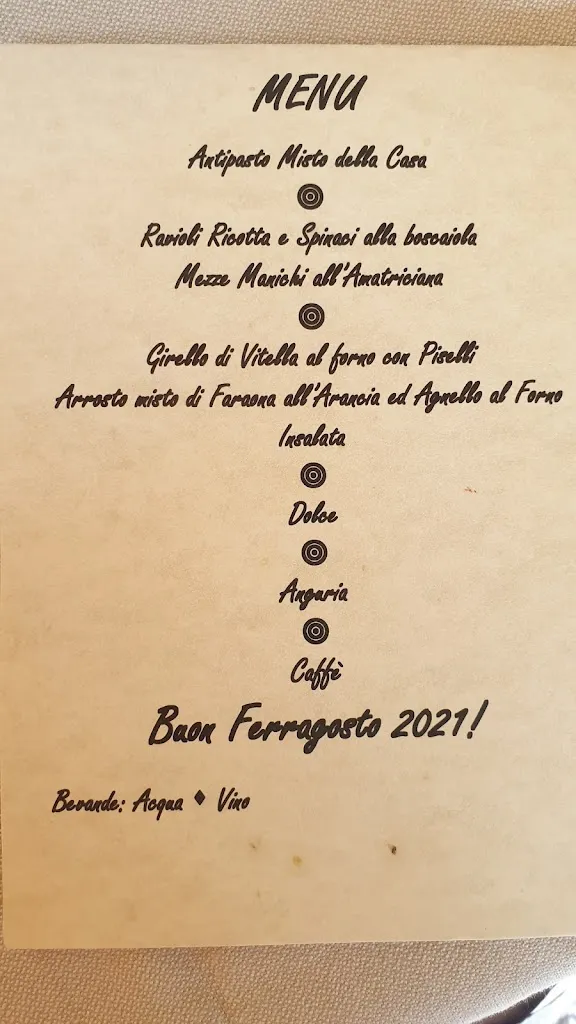 MENU
Antipasto Misto della Casa
Ravioli Ricotta e Spinaci alla boscaiola
Mezze Manichi all'Amatriciana
Girello di Vitella al forno con Piselli
Arrosto misto di Faraona all'Arancia ed Agnello al Forno
Insalata
Dolce
Anguria
Caffè
Buon Ferragosto 2021!
Bevande: Acqua ♦ Vino